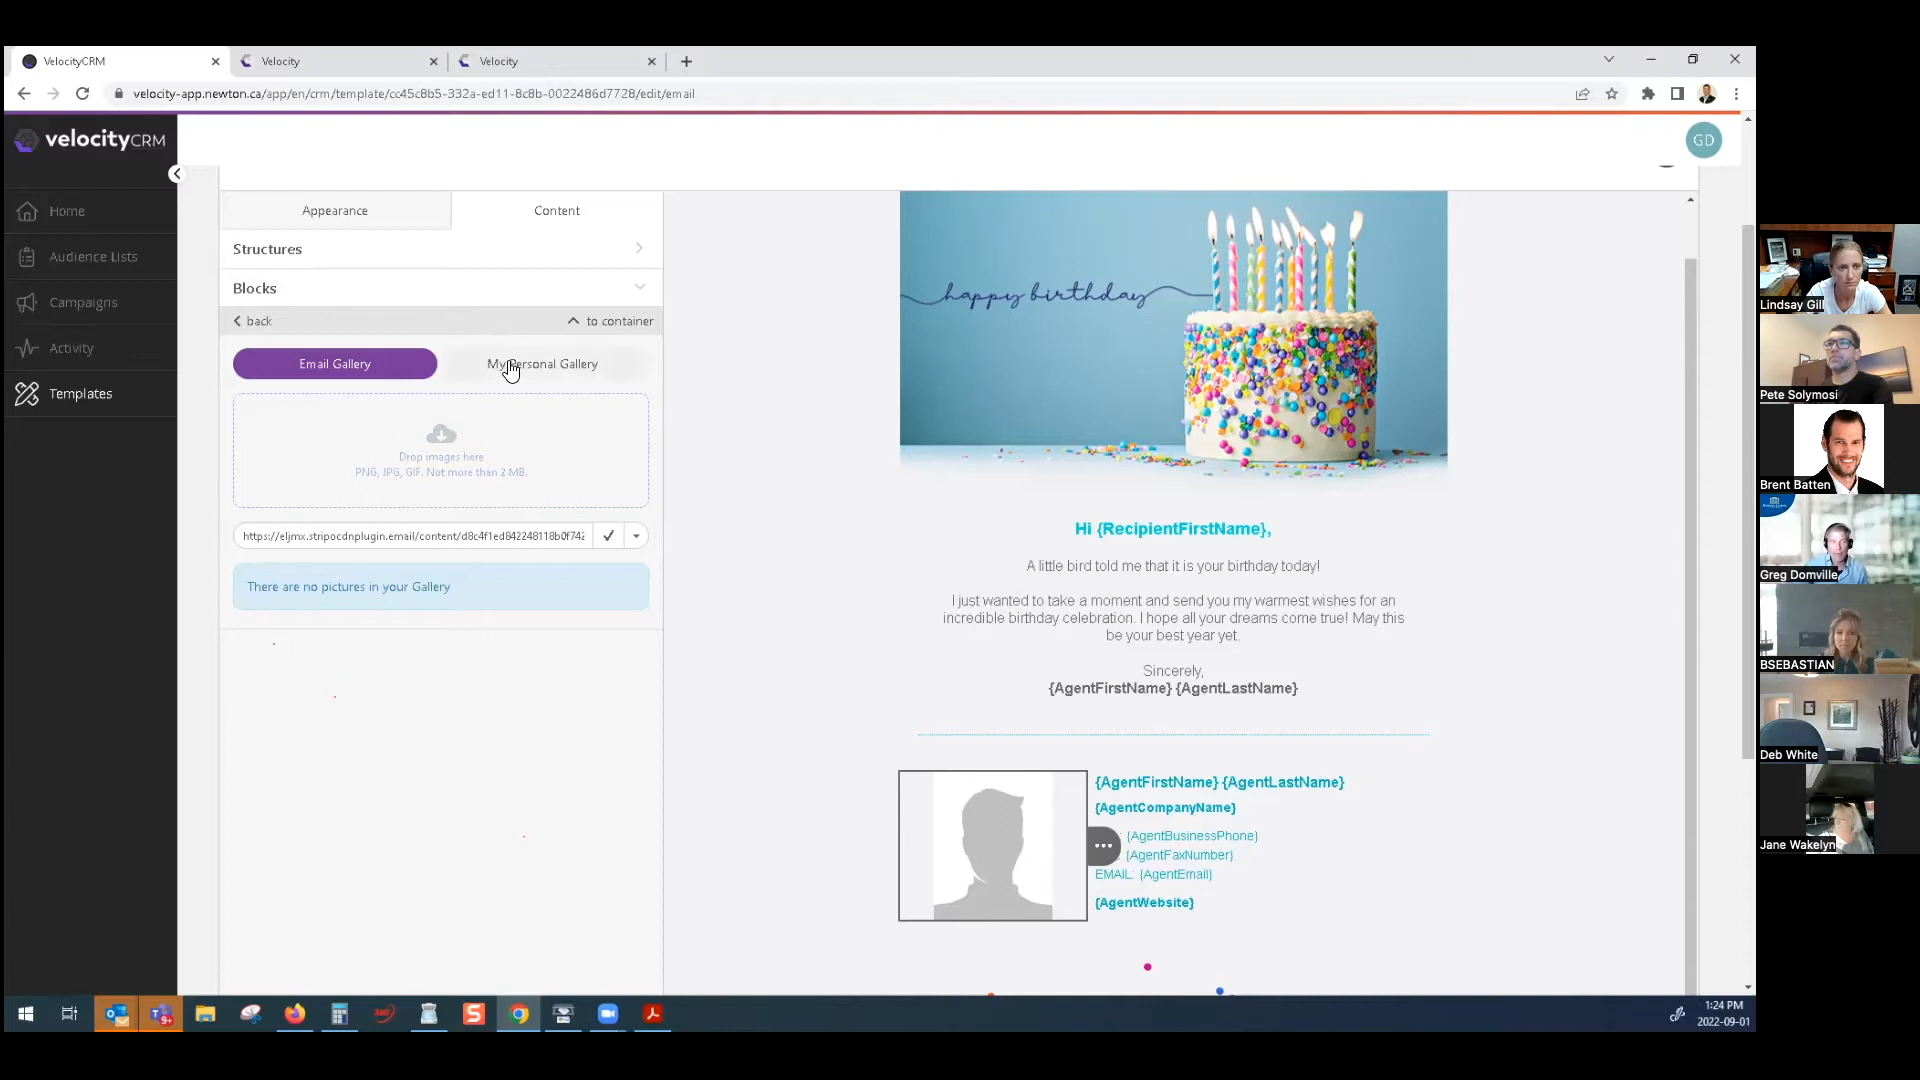 VelocityCRM
Velocity
Velocity
velocity-app.newton.ca/app/en/crm/template/cc45c8b5-332a-ed11-8c8b-0022486d7728/edit/email
velocityCRM
GD
Home
Audience Lists
Campaigns
Activity
Templates
Appearance
Content
Structures
Blocks
back
to container
Email Gallery
My Personal Gallery
Drop images here
PNG, JPG, GIF. Not more than 2 MB.
https://eljmx.stripocdnplugin.email/content/d8c4f1ed842248118b0f742
There are no pictures in your Gallery
happy birthday
Hi {RecipientFirstName},
A little bird told me that it is your birthday today!
I just wanted to take a moment and send you my warmest wishes for an
incredible birthday celebration. I hope all your dreams come true! May this
be your best year yet.
Sincerely,
{AgentFirstName} {AgentLastName}
{AgentFirstName} {AgentLastName}
{AgentCompanyName}
{AgentBusinessPhone}
{AgentFaxNumber}
EMAIL: {AgentEmail}
{AgentWebsite}
Lindsay Gill
Pete Solymosi
Brent Batten
Greg Domville
BSEBASTIAN
Deb White
Jane Wakelyn
1:24 PM
2022-09-01